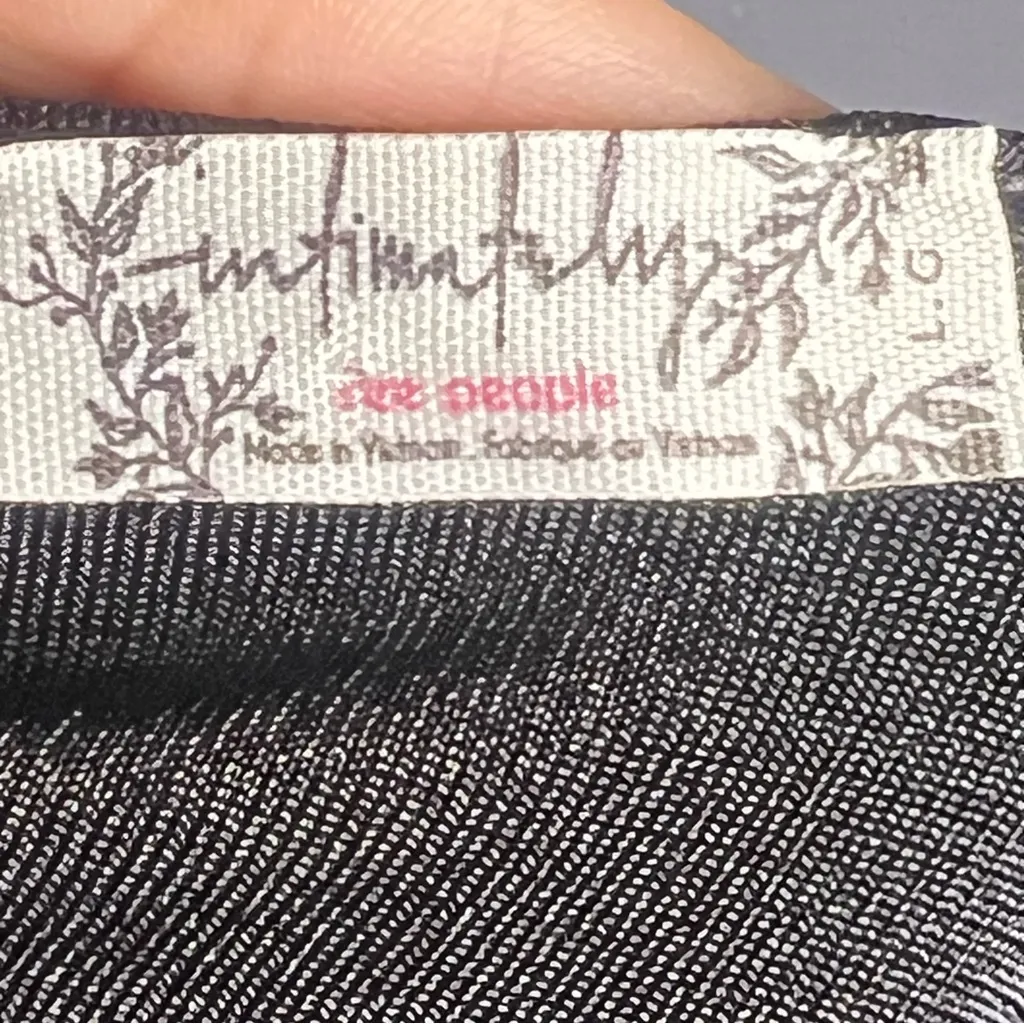 intimately
free people
Made in Vietnam Fabriqué au Vietnam
L.G